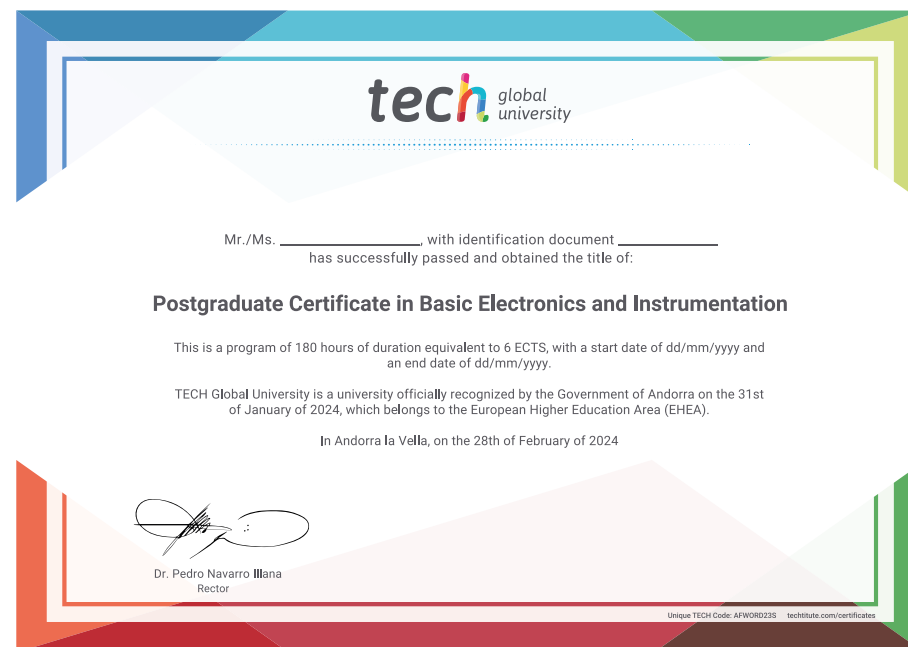 tech global
university
Mr./Ms. ____________, with identification document ________
has successfully passed and obtained the title of:
Postgraduate Certificate in Basic Electronics and Instrumentation
This is a program of 180 hours of duration equivalent to 6 ECTS, with a start date of dd/mm/yyyy and
an end date of dd/mm/yyyy.
TECH Global University is a university officially recognized by the Government of Andorra on the 31st
of January of 2024, which belongs to the European Higher Education Area (EHEA).
In Andorra la Vella, on the 28th of February of 2024
Dr. Pedro Navarro Illana
Rector
Unique TECH Code: AFWORD23S techtitute.com/certificates